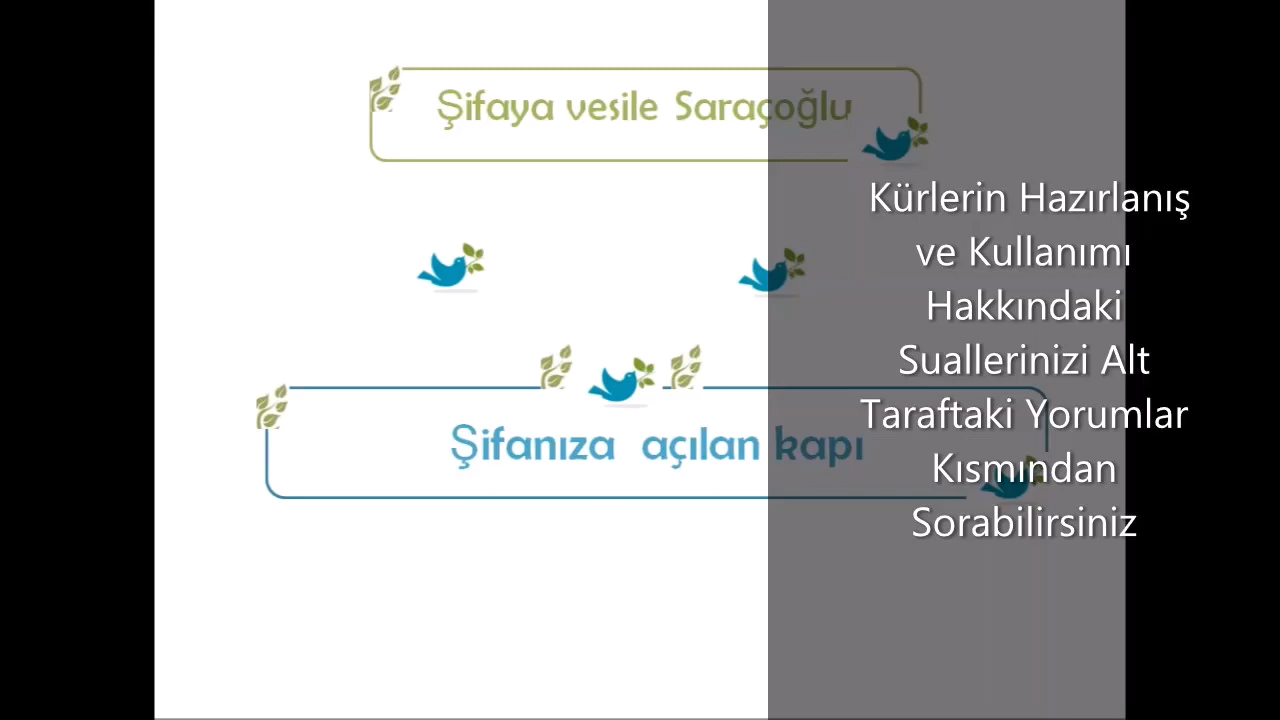 Şifaya vesile Saraçoğlu
Şifanıza açılan kapı
Kürlerin Hazırlanış
ve Kullanımı
Hakkındaki
Suallerinizi Alt
Taraftaki Yorumlar
Kısmından
Sorabilirsiniz